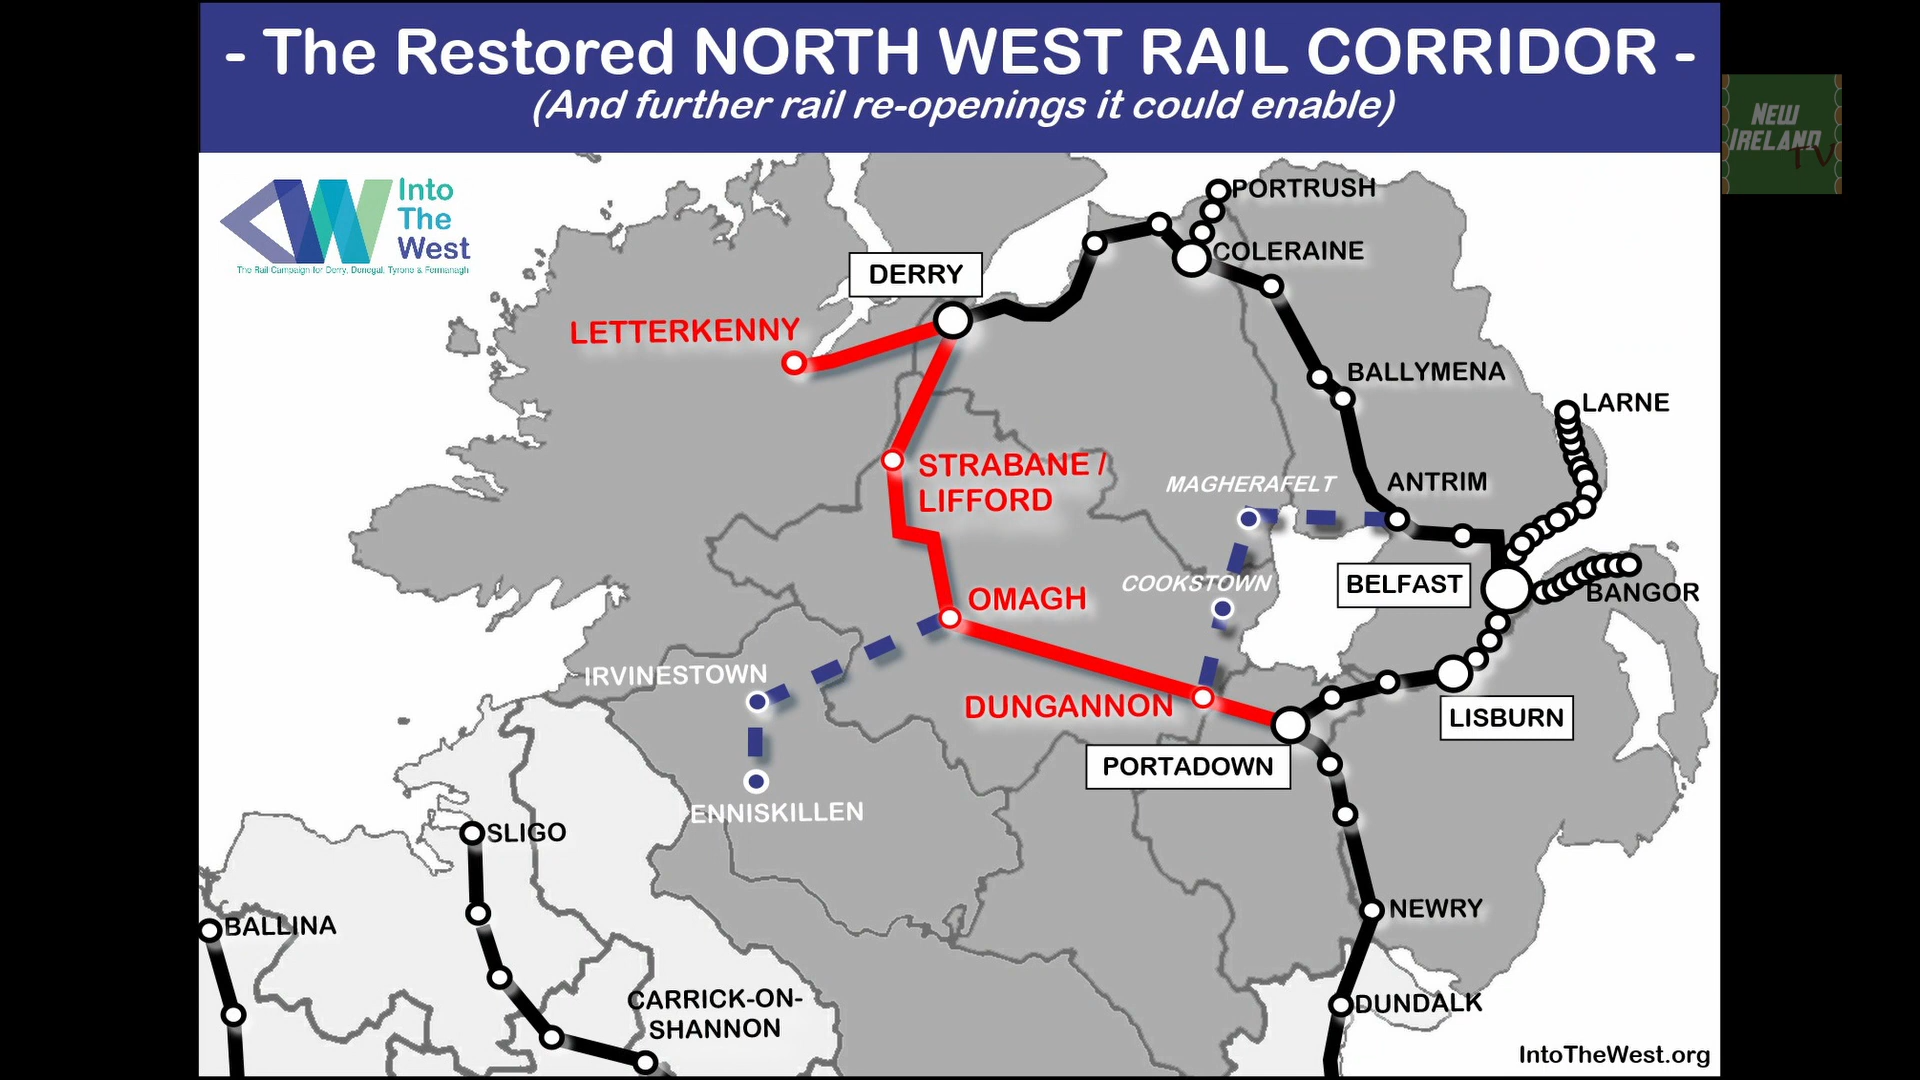 - The Restored NORTH WEST RAIL CORRIDOR -
(And further rail re-openings it could enable)
NEW
IRELAND
TV
Into
The
West
The Rail Campaign for Derry, Donegal, Tyrone & Fermanagh
PORTRUSH
COLERAINE
DERRY
LETTERKENNY
BALLYMENA
LARNE
STRABANE /
LIFFORD
MAGHERAFELT
ANTRIM
COOKSTOWN
BELFAST
BANGOR
OMAGH
IRVINESTOWN
DUNGANNON
LISBURN
PORTADOWN
ENNISKILLEN
SLIGO
BALLINA
NEWRY
CARRICK-ON-
SHANNON
DUNDALK
IntoTheWest.org